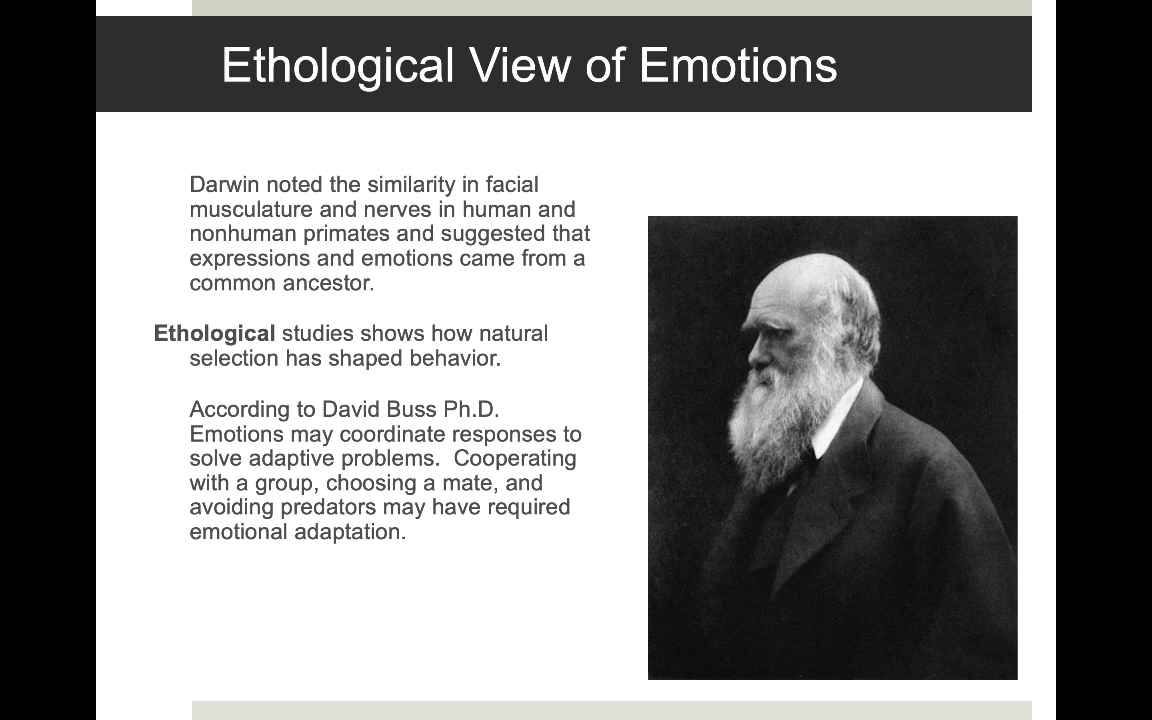 Ethological View of Emotions
Darwin noted the similarity in facial
musculature and nerves in human and
nonhuman primates and suggested that
expressions and emotions came from a
common ancestor.
Ethological studies shows how natural
selection has shaped behavior.
According to David Buss Ph.D.
Emotions may coordinate responses to
solve adaptive problems.  Cooperating
with a group, choosing a mate, and
avoiding predators may have required
emotional adaptation.